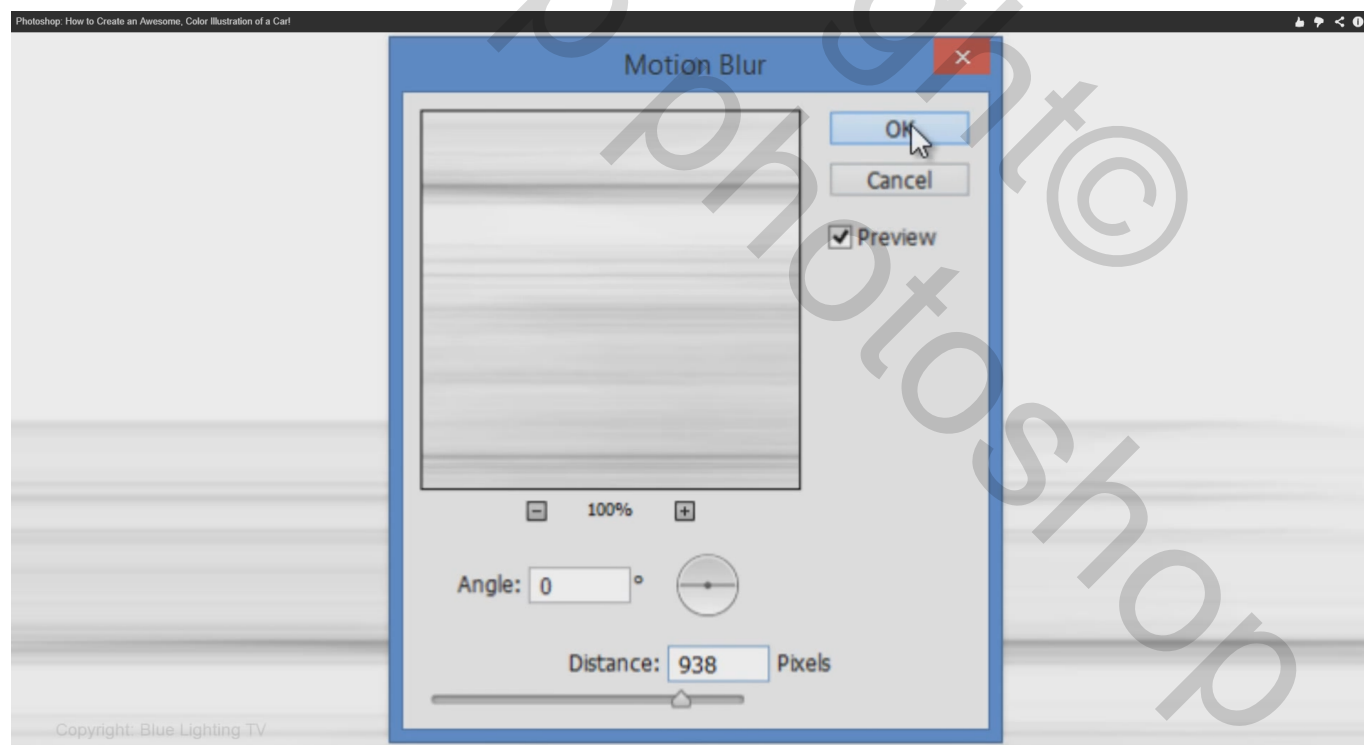 Photoshop: How to Create an Awesome, Color Illustration of a Car!
Motion Blur
OK
Cancel
Preview
100%
Angle: 0 °
Distance: 938 Pixels
Copyright: Blue Lighting TV
photoshop